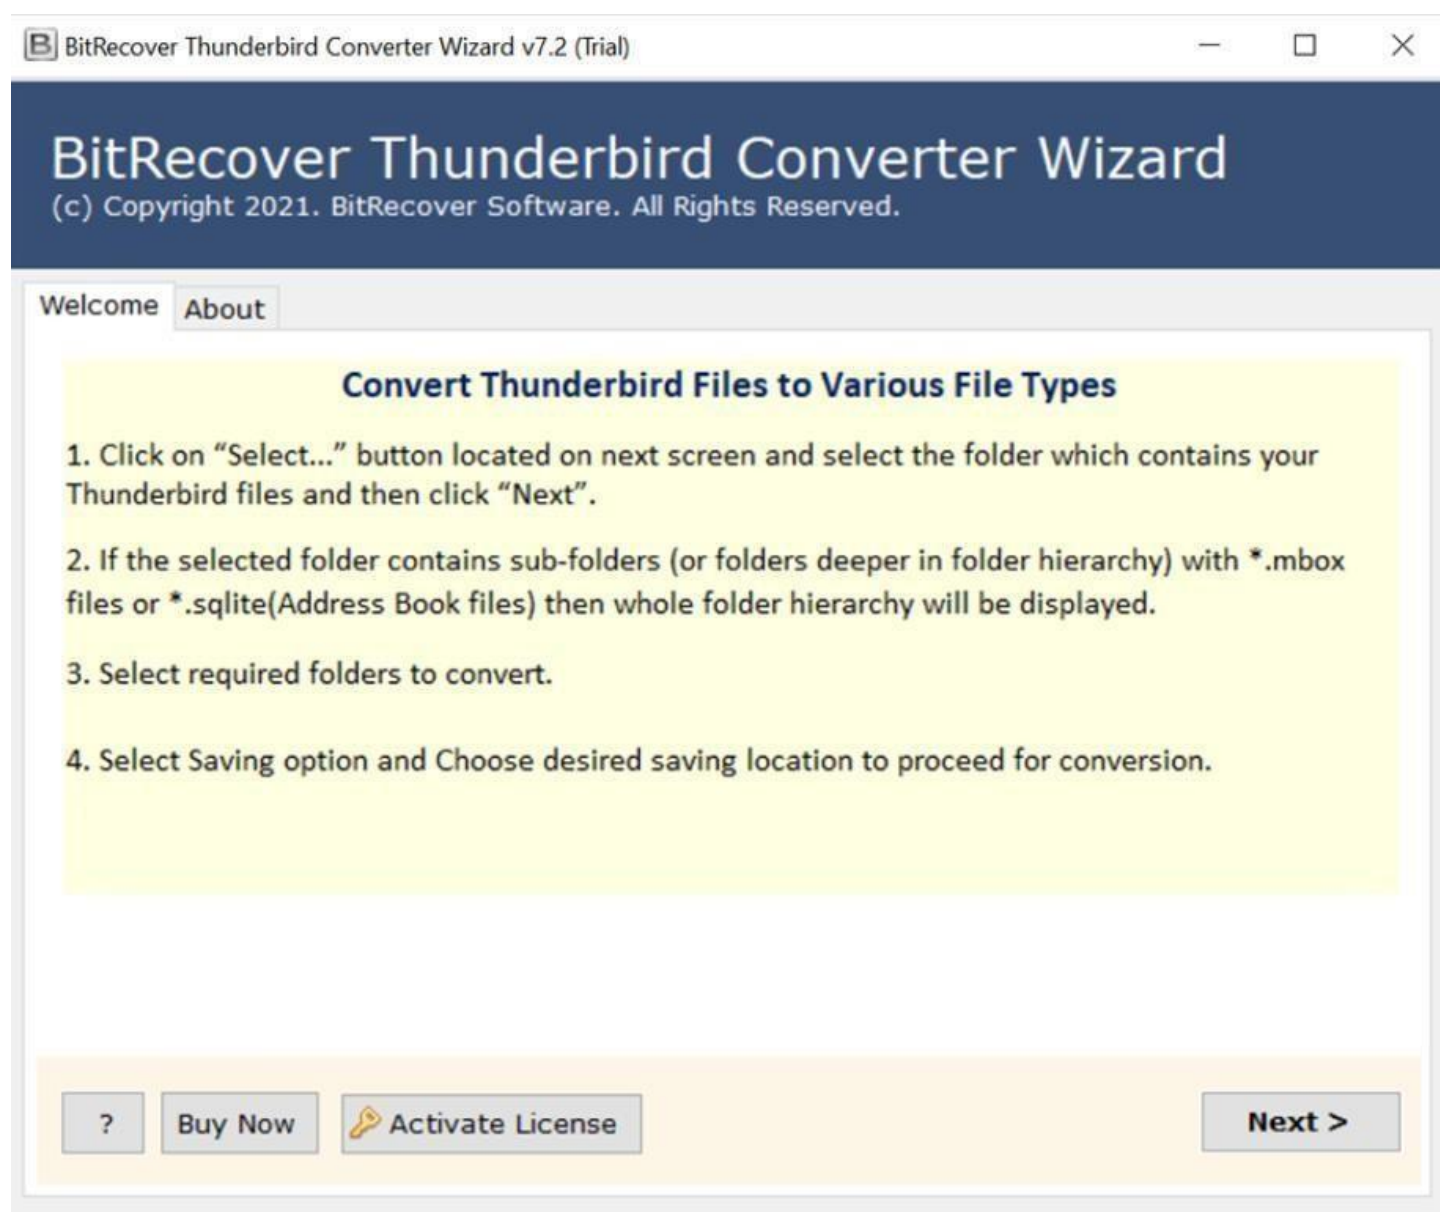 BitRecover Thunderbird Converter Wizard v7.2 (Trial)
BitRecover Thunderbird Converter Wizard
(c) Copyright 2021. BitRecover Software. All Rights Reserved.
Welcome About
Convert Thunderbird Files to Various File Types
1. Click on “Select...” button located on next screen and select the folder which contains your
Thunderbird files and then click “Next”.
2. If the selected folder contains sub-folders (or folders deeper in folder hierarchy) with *.mbox
files or *.sqlite(Address Book files) then whole folder hierarchy will be displayed.
3. Select required folders to convert.
4. Select Saving option and Choose desired saving location to proceed for conversion.
? Buy Now Activate License Next >